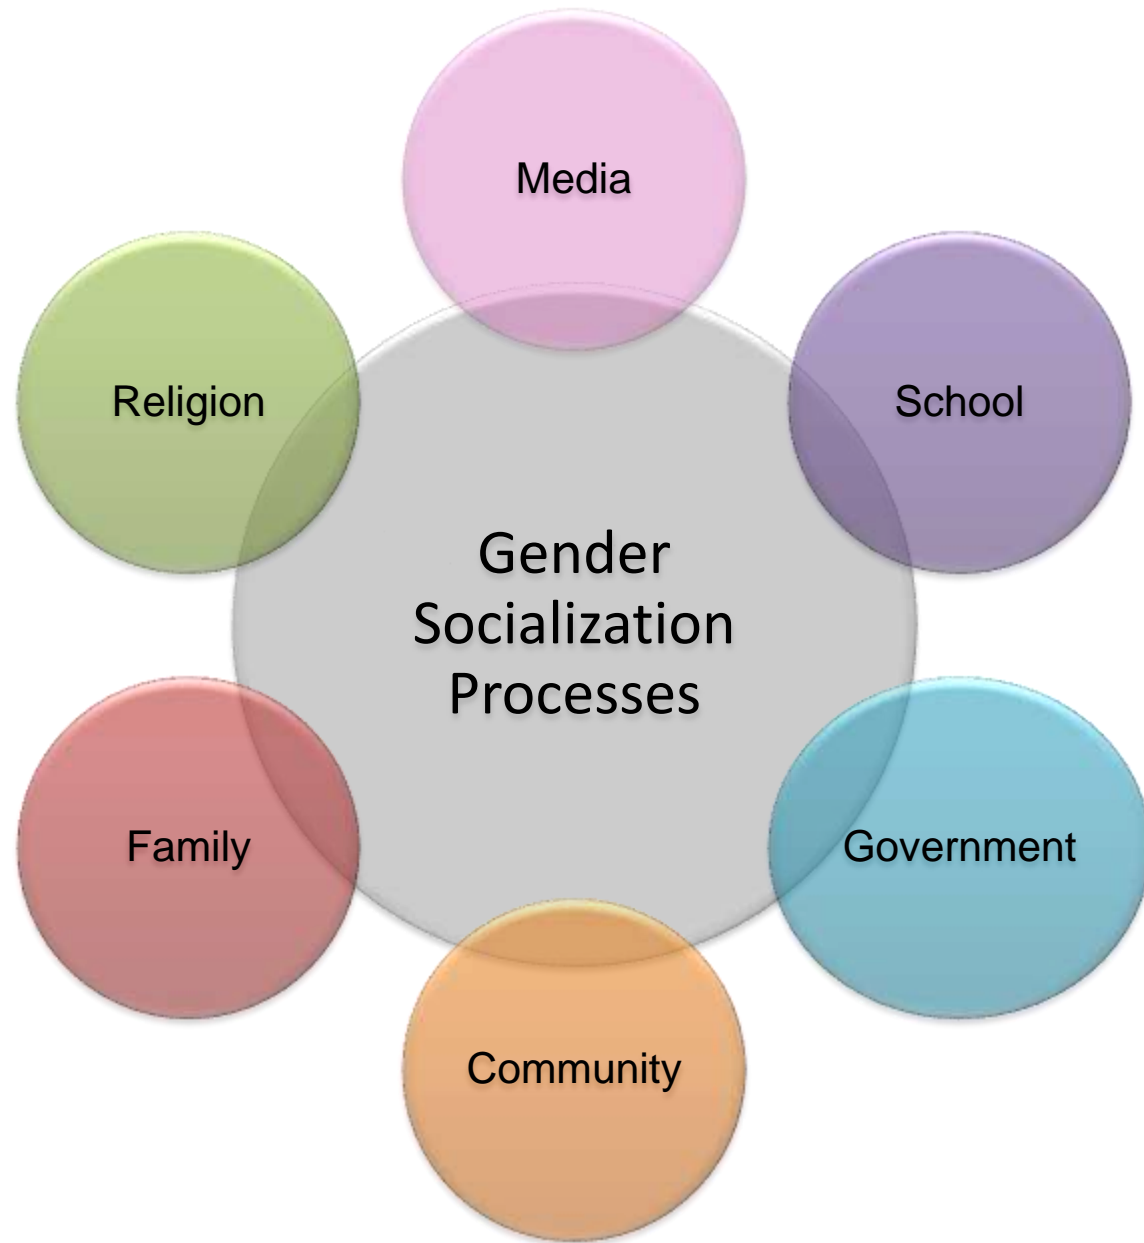 Media
Religion
School
Gender
Socialization
Processes
Family
Government
Community